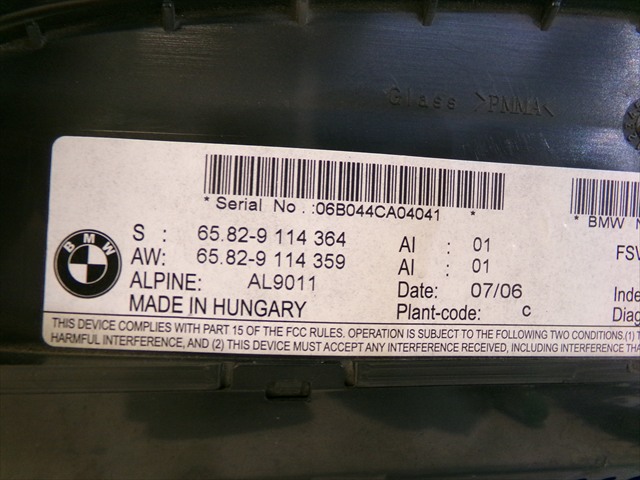 Glass >PMMA<
* Serial No .:06B044CA04041 *
* BMW N
BMW
S : 65.82-9 114 364 AI : 01
AW: 65.82-9 114 359 AI : 01
FSV
ALPINE: AL9011 Date: 07/06
Inde
MADE IN HUNGARY Plant-code: c
Diag
THIS DEVICE COMPLIES WITH PART 15 OF THE FCC RULES. OPERATION IS SUBJECT TO THE FOLLOWING TWO CONDITIONS.(1) T
HARMFUL INTERFERENCE, AND (2) THIS DEVICE MUST ACCEPT ANY INTERFERENCE RECEIVED, INCLUDING INTERFERENCE THAT